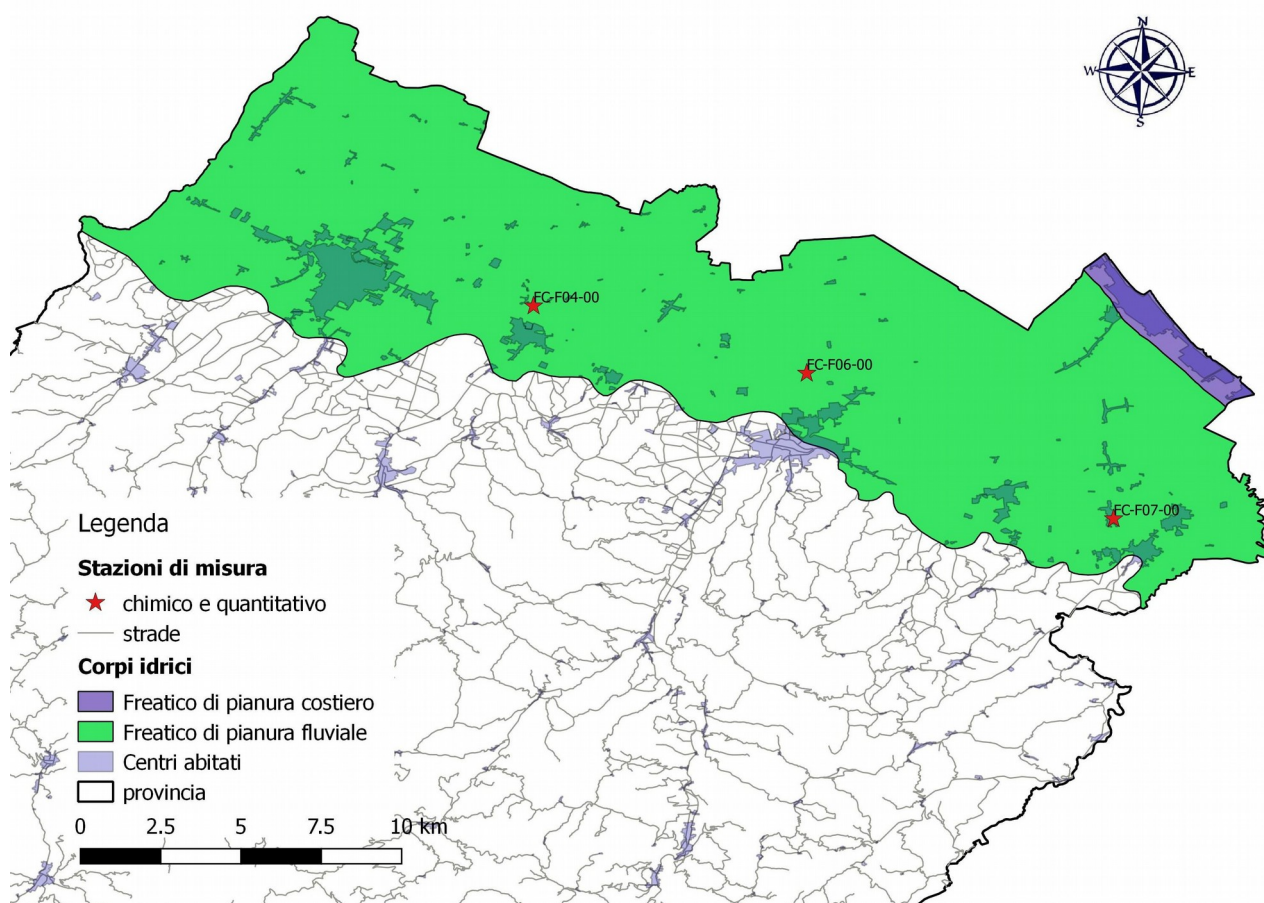 N
W E
S
FC-F04-00
FC-F06-00
FC-F07-00
Legenda
Stazioni di misura
chimico e quantitativo
strade
Corpi idrici
Freatico di pianura costiero
Freatico di pianura fluviale
Centri abitati
provincia
0 2.5 5 7.5 10 km